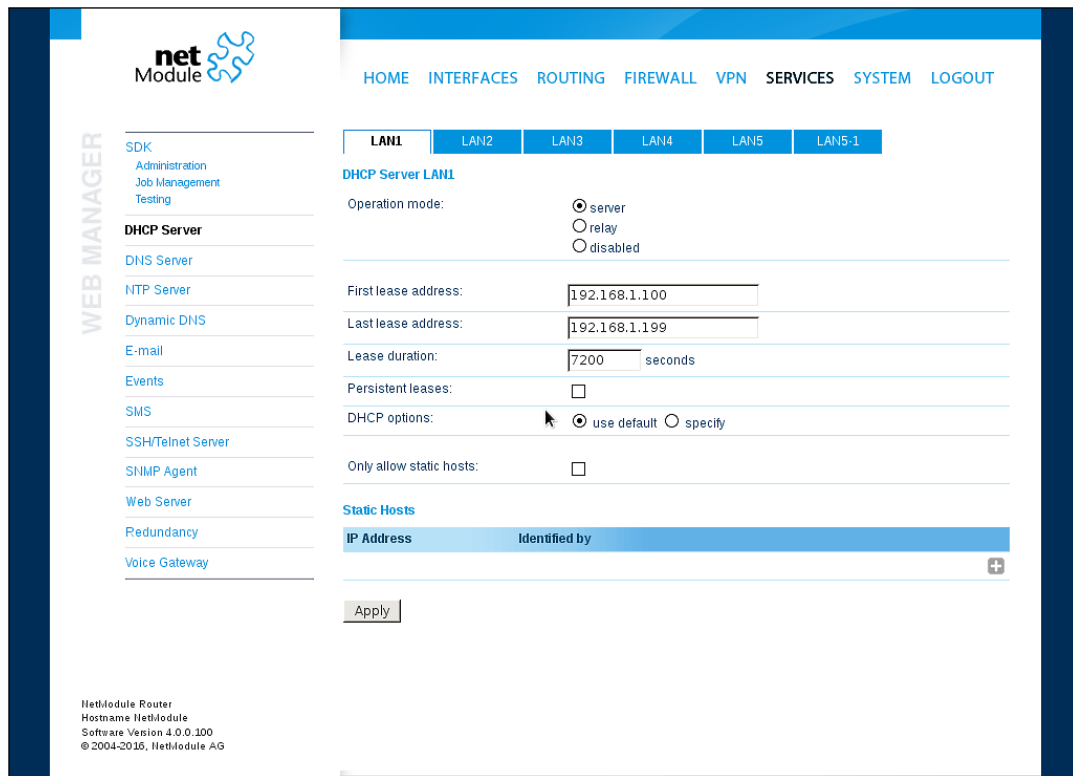 net
Module
HOME INTERFACES ROUTING FIREWALL VPN SERVICES SYSTEM LOGOUT
WEB MANAGER
SDK
Administration
Job Management
Testing
DHCP Server
DNS Server
NTP Server
Dynamic DNS
E-mail
Events
SMS
SSH/Telnet Server
SNMP Agent
Web Server
Redundancy
Voice Gateway
LAN1 LAN2 LAN3 LAN4 LAN5 LAN5-1
DHCP Server LAN1
Operation mode:
server
relay
disabled
First lease address: 192.168.1.100
Last lease address: 192.168.1.199
Lease duration: 7200 seconds
Persistent leases:
DHCP options: use default specify
Only allow static hosts:
Static Hosts
IP Address Identified by
Apply
NetModule Router
Hostname NetModule
Software Version 4.0.0.100
© 2004-2016, NetModule AG